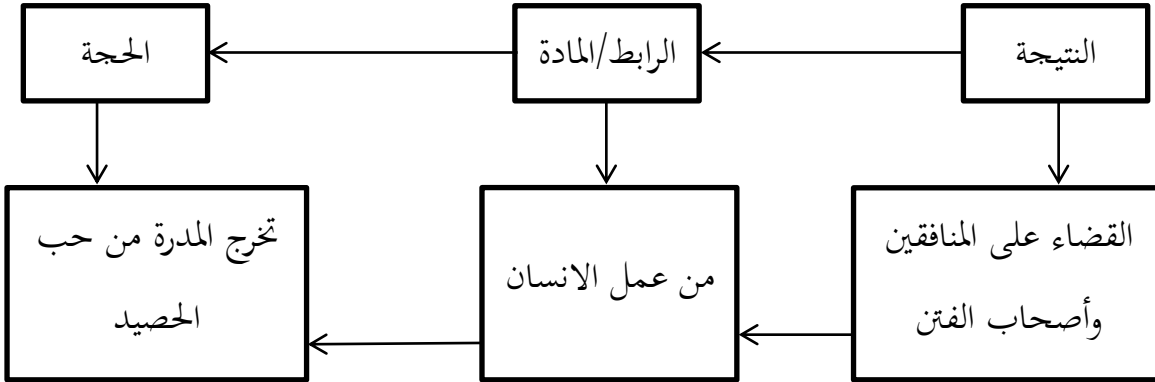 النتيجة
الرابط/المادة
الحجة
القضاء على المنافقين
وأصحاب الفتن
من عمل الانسان
تخرج المدرة من حب
الحصيد